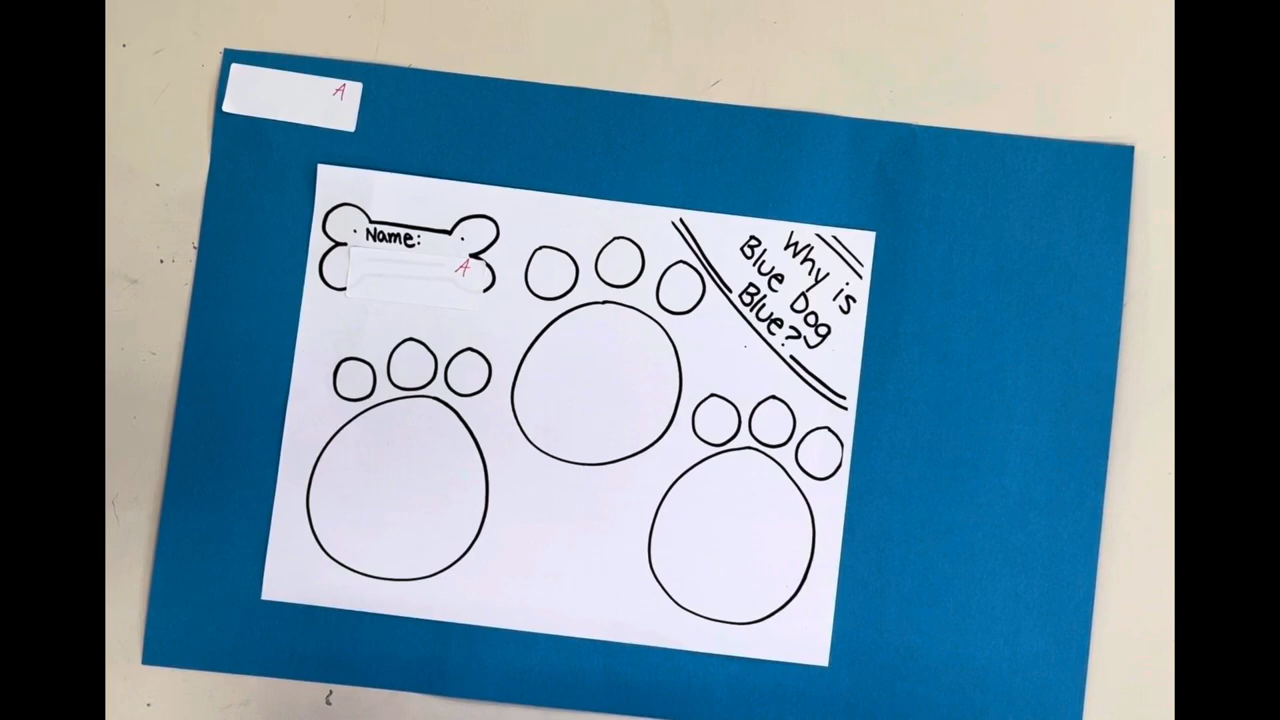 A
Name:
A
Why is
Blue Dog
Blue?